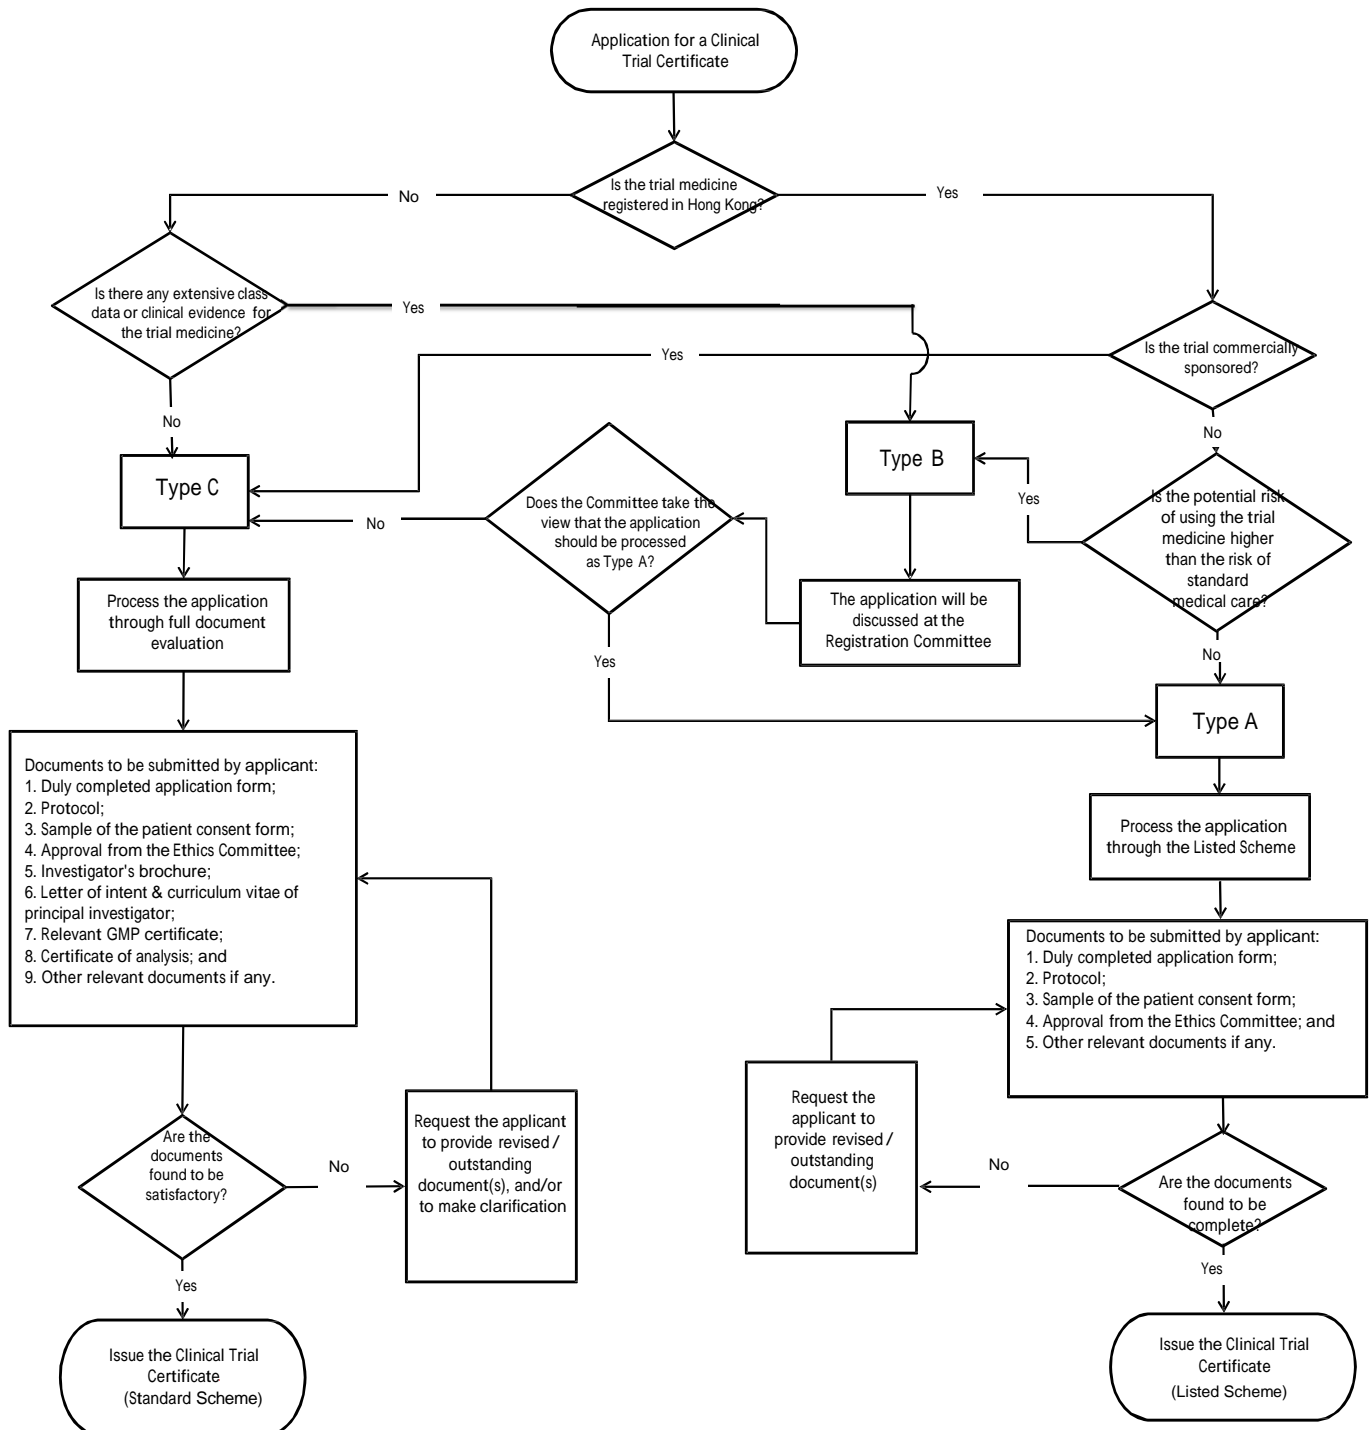 Application for a Clinical
Trial Certificate
Is the trial medicine
registered in Hong Kong?
No
Yes
Is there any extensive class
data or clinical evidence for
the trial medicine?
Yes
Yes
Is the trial commercially
sponsored?
No
No
Type C
Does the Committee take the
view that the application
should be processed
as Type A?
No
Type B
Yes
Is the potential risk
of using the trial
medicine higher
than the risk of
standard
medical care?
Process the application
through full document
evaluation
The application will be
discussed at the
Registration Committee
Yes
No
Type A
Documents to be submitted by applicant:
1. Duly completed application form;
2. Protocol;
3. Sample of the patient consent form;
4. Approval from the Ethics Committee;
5. Investigator's brochure;
6. Letter of intent & curriculum vitae of
principal investigator;
7. Relevant GMP certificate;
8. Certificate of analysis; and
9. Other relevant documents if any.
Process the application
through the Listed Scheme
Documents to be submitted by applicant:
1. Duly completed application form;
2. Protocol;
3. Sample of the patient consent form;
4. Approval from the Ethics Committee; and
5. Other relevant documents if any.
Are the
documents
found to be
satisfactory?
No
Request the applicant
to provide revised /
outstanding
document(s), and/or
to make clarification
Request the
applicant to
provide revised /
outstanding
document(s)
No
Are the documents
found to be
complete?
Yes
Yes
Issue the Clinical Trial
Certificate
(Standard Scheme)
Issue the Clinical Trial
Certificate
(Listed Scheme)